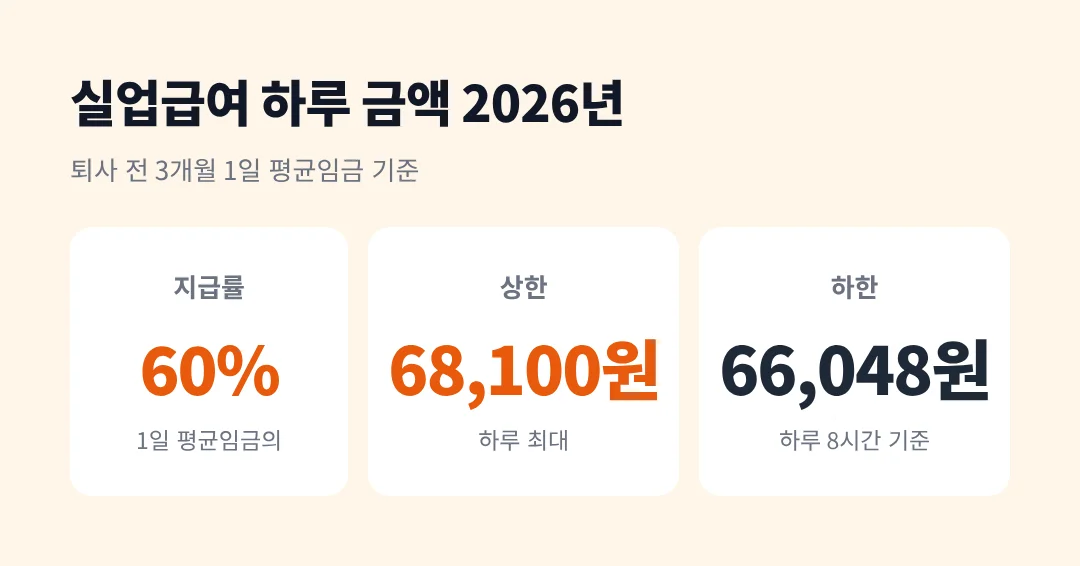 실업급여 하루 금액 2026년
퇴사 전 3개월 1일 평균임금 기준
지급률
60%
1일 평균임금의
상한
68,100원
하루 최대
하한
66,048원
하루 8시간 기준